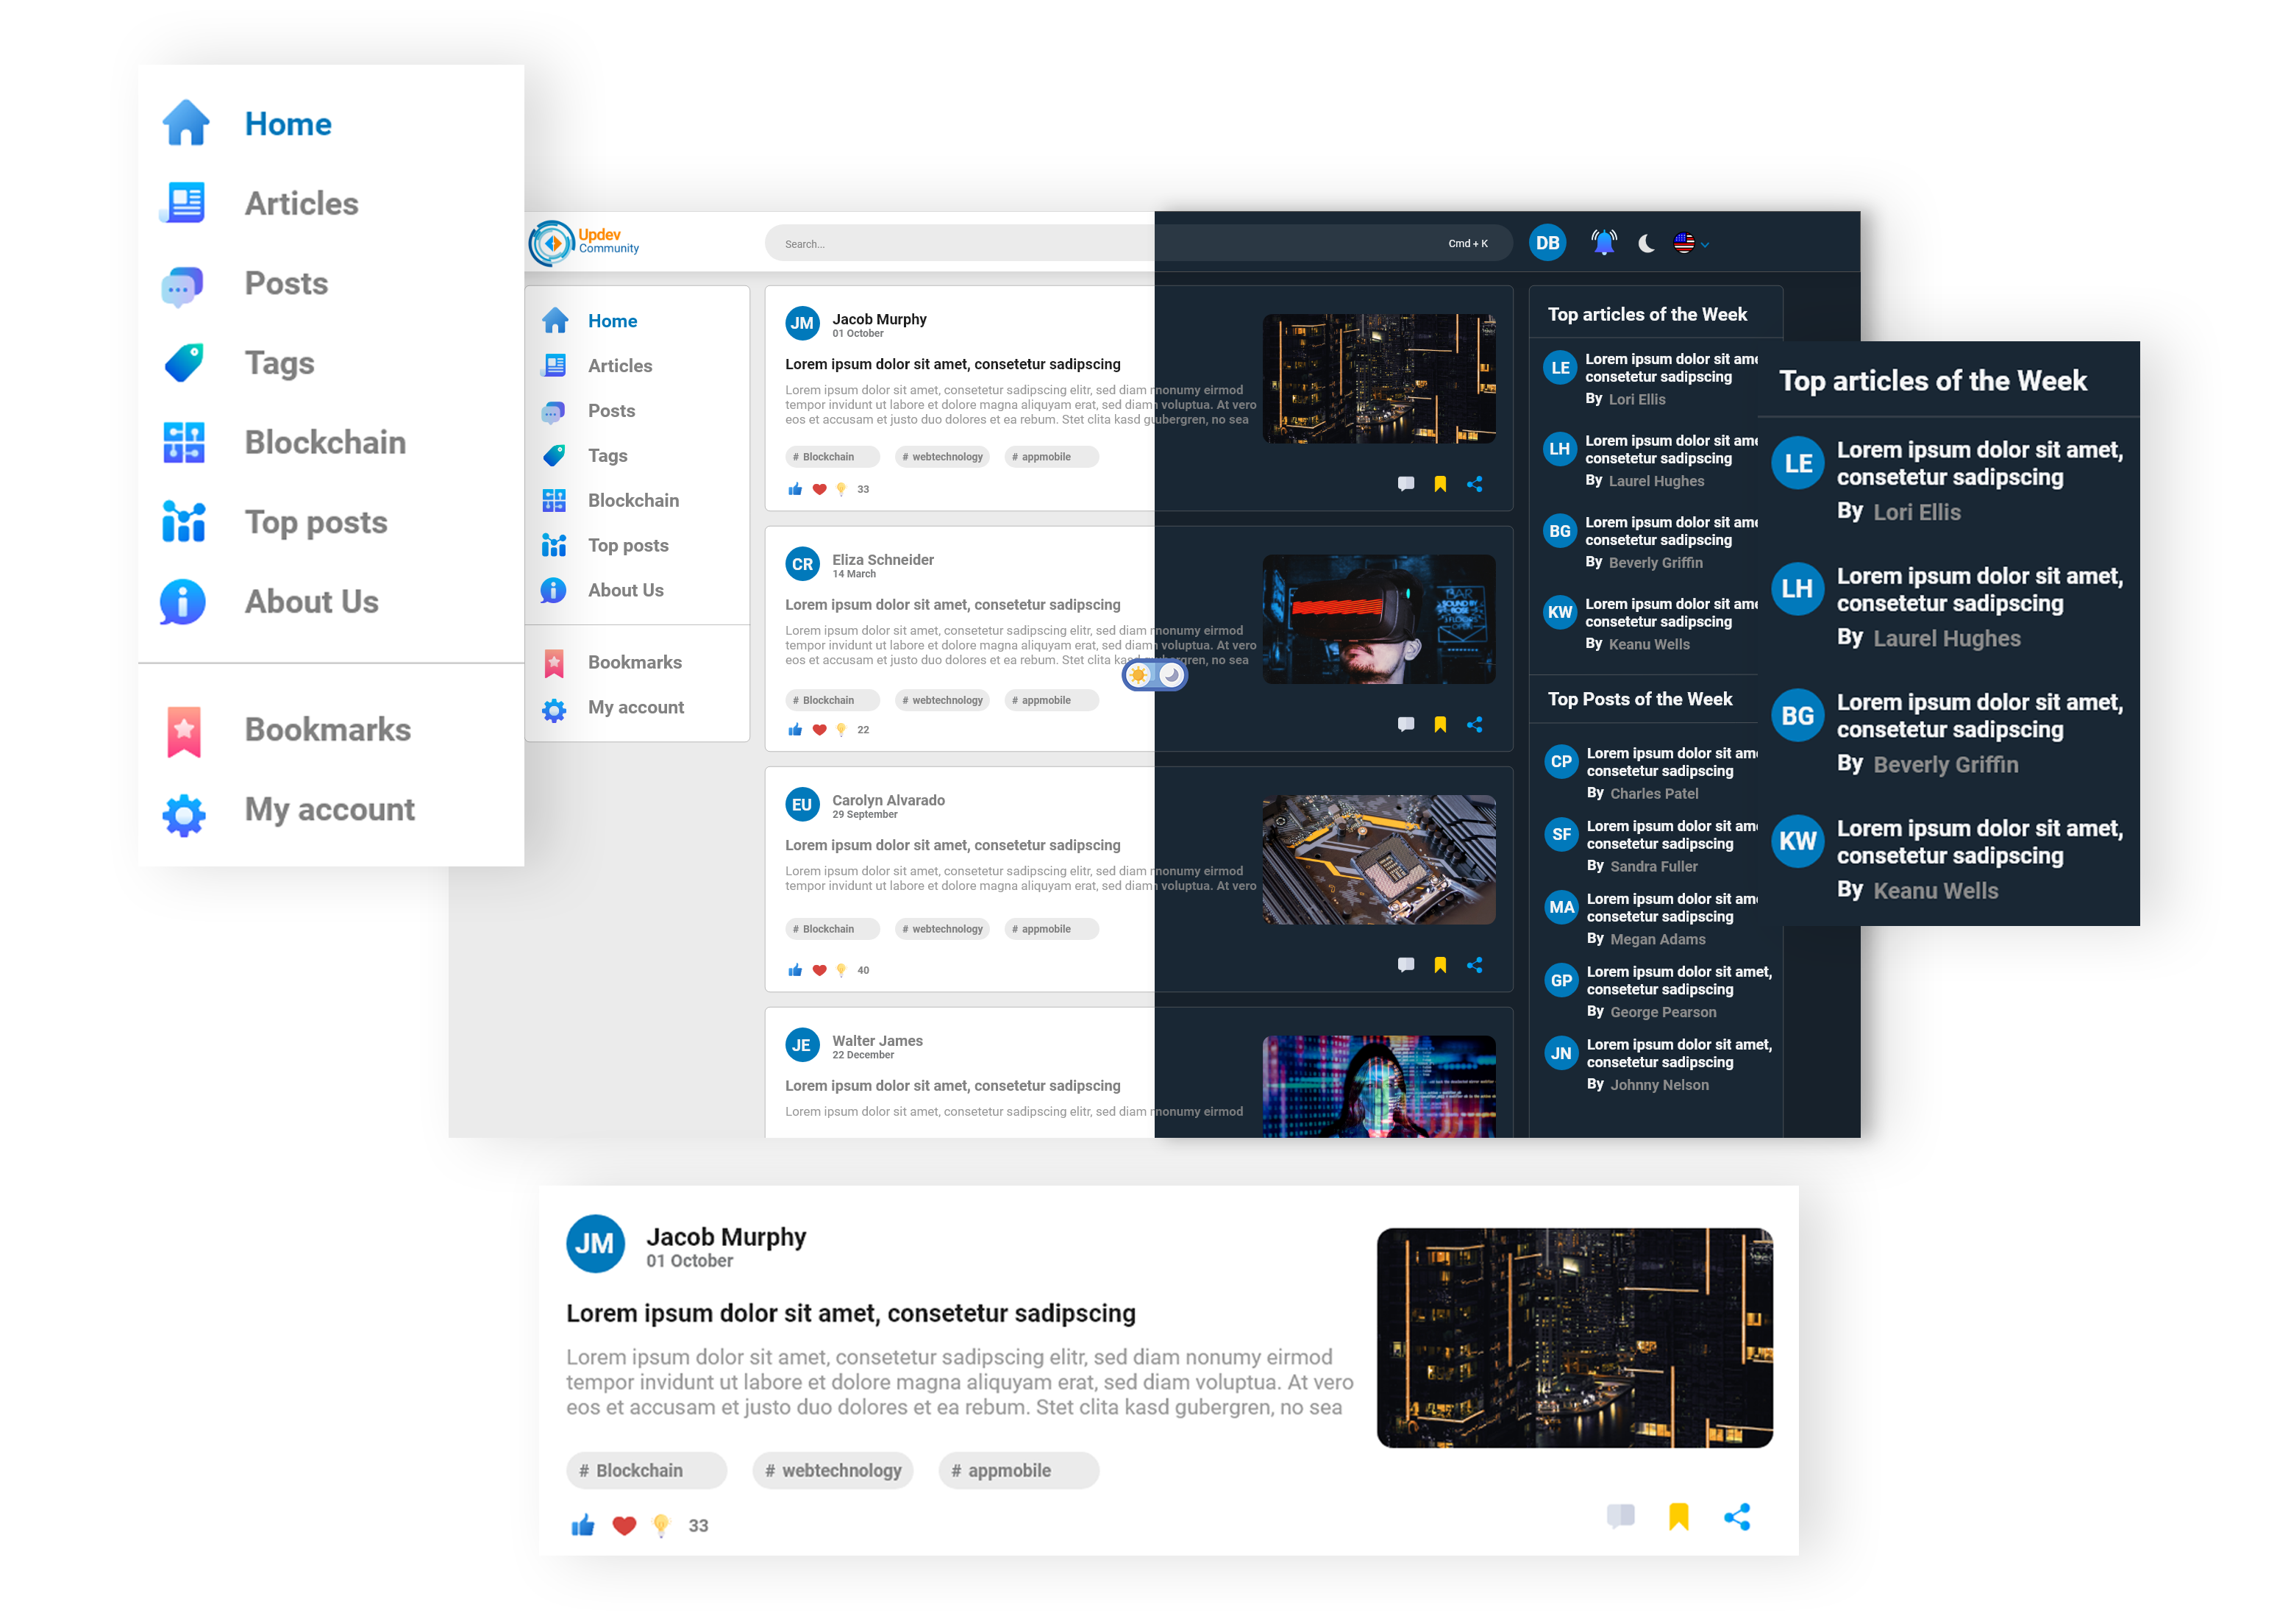 Home
Articles
Posts
Tags
Blockchain
Top posts
About Us
Bookmarks
My account
Updev
Community
Search...
Cmd + K
DB
Home
Articles
Posts
Tags
Blockchain
Top posts
About Us
Bookmarks
My account
JM
Jacob Murphy
01 October
Lorem ipsum dolor sit amet, consetetur sadipscing
Lorem ipsum dolor sit amet, consetetur sadipscing elitr, sed diam nonumy eirmod
tempor invidunt ut labore et dolore magna aliquyam erat, sed diam voluptua. At vero
eos et accusam et justo duo dolores et ea rebum. Stet clita kasd gubergren, no sea
# Blockchain
# webtechnology
# appmobile
33
CR
Eliza Schneider
14 March
Lorem ipsum dolor sit amet, consetetur sadipscing
Lorem ipsum dolor sit amet, consetetur sadipscing elitr, sed diam nonumy eirmod
tempor invidunt ut labore et dolore magna aliquyam erat, sed diam voluptua. At vero
eos et accusam et justo duo dolores et ea rebum. Stet clita kasd gubergren, no sea
BAR
SOUND BY
BOSE
OPEN
# Blockchain
# webtechnology
# appmobile
22
EU
Carolyn Alvarado
29 September
Lorem ipsum dolor sit amet, consetetur sadipscing
Lorem ipsum dolor sit amet, consetetur sadipscing elitr, sed diam nonumy eirmod
tempor invidunt ut labore et dolore magna aliquyam erat, sed diam voluptua. At vero
# Blockchain
# webtechnology
# appmobile
40
JE
Walter James
22 December
Lorem ipsum dolor sit amet, consetetur sadipscing
Lorem ipsum dolor sit amet, consetetur sadipscing elitr, sed diam nonumy eirmod
Top articles of the Week
LE
Lorem ipsum dolor sit ame
consetetur sadipscing
By Lori Ellis
LH
Lorem ipsum dolor sit ame
consetetur sadipscing
By Laurel Hughes
BG
Lorem ipsum dolor sit ame
consetetur sadipscing
By Beverly Griffin
KW
Lorem ipsum dolor sit ame
consetetur sadipscing
By Keanu Wells
Top Posts of the Week
CP
Lorem ipsum dolor sit ame
consetetur sadipscing
By Charles Patel
SF
Lorem ipsum dolor sit am
consetetur sadipscing
By Sandra Fuller
MA
Lorem ipsum dolor sit am
consetetur sadipscing
By Megan Adams
GP
Lorem ipsum dolor sit amet,
consetetur sadipscing
By George Pearson
JN
Lorem ipsum dolor sit amet,
consetetur sadipscing
By Johnny Nelson
Top articles of the Week
LE
Lorem ipsum dolor sit amet,
consetetur sadipscing
By Lori Ellis
LH
Lorem ipsum dolor sit amet,
consetetur sadipscing
By Laurel Hughes
BG
Lorem ipsum dolor sit amet,
consetetur sadipscing
By Beverly Griffin
KW
Lorem ipsum dolor sit amet,
consetetur sadipscing
By Keanu Wells
JM
Jacob Murphy
01 October
Lorem ipsum dolor sit amet, consetetur sadipscing
Lorem ipsum dolor sit amet, consetetur sadipscing elitr, sed diam nonumy eirmod
tempor invidunt ut labore et dolore magna aliquyam erat, sed diam voluptua. At vero
eos et accusam et justo duo dolores et ea rebum. Stet clita kasd gubergren, no sea
# Blockchain
# webtechnology
# appmobile
33